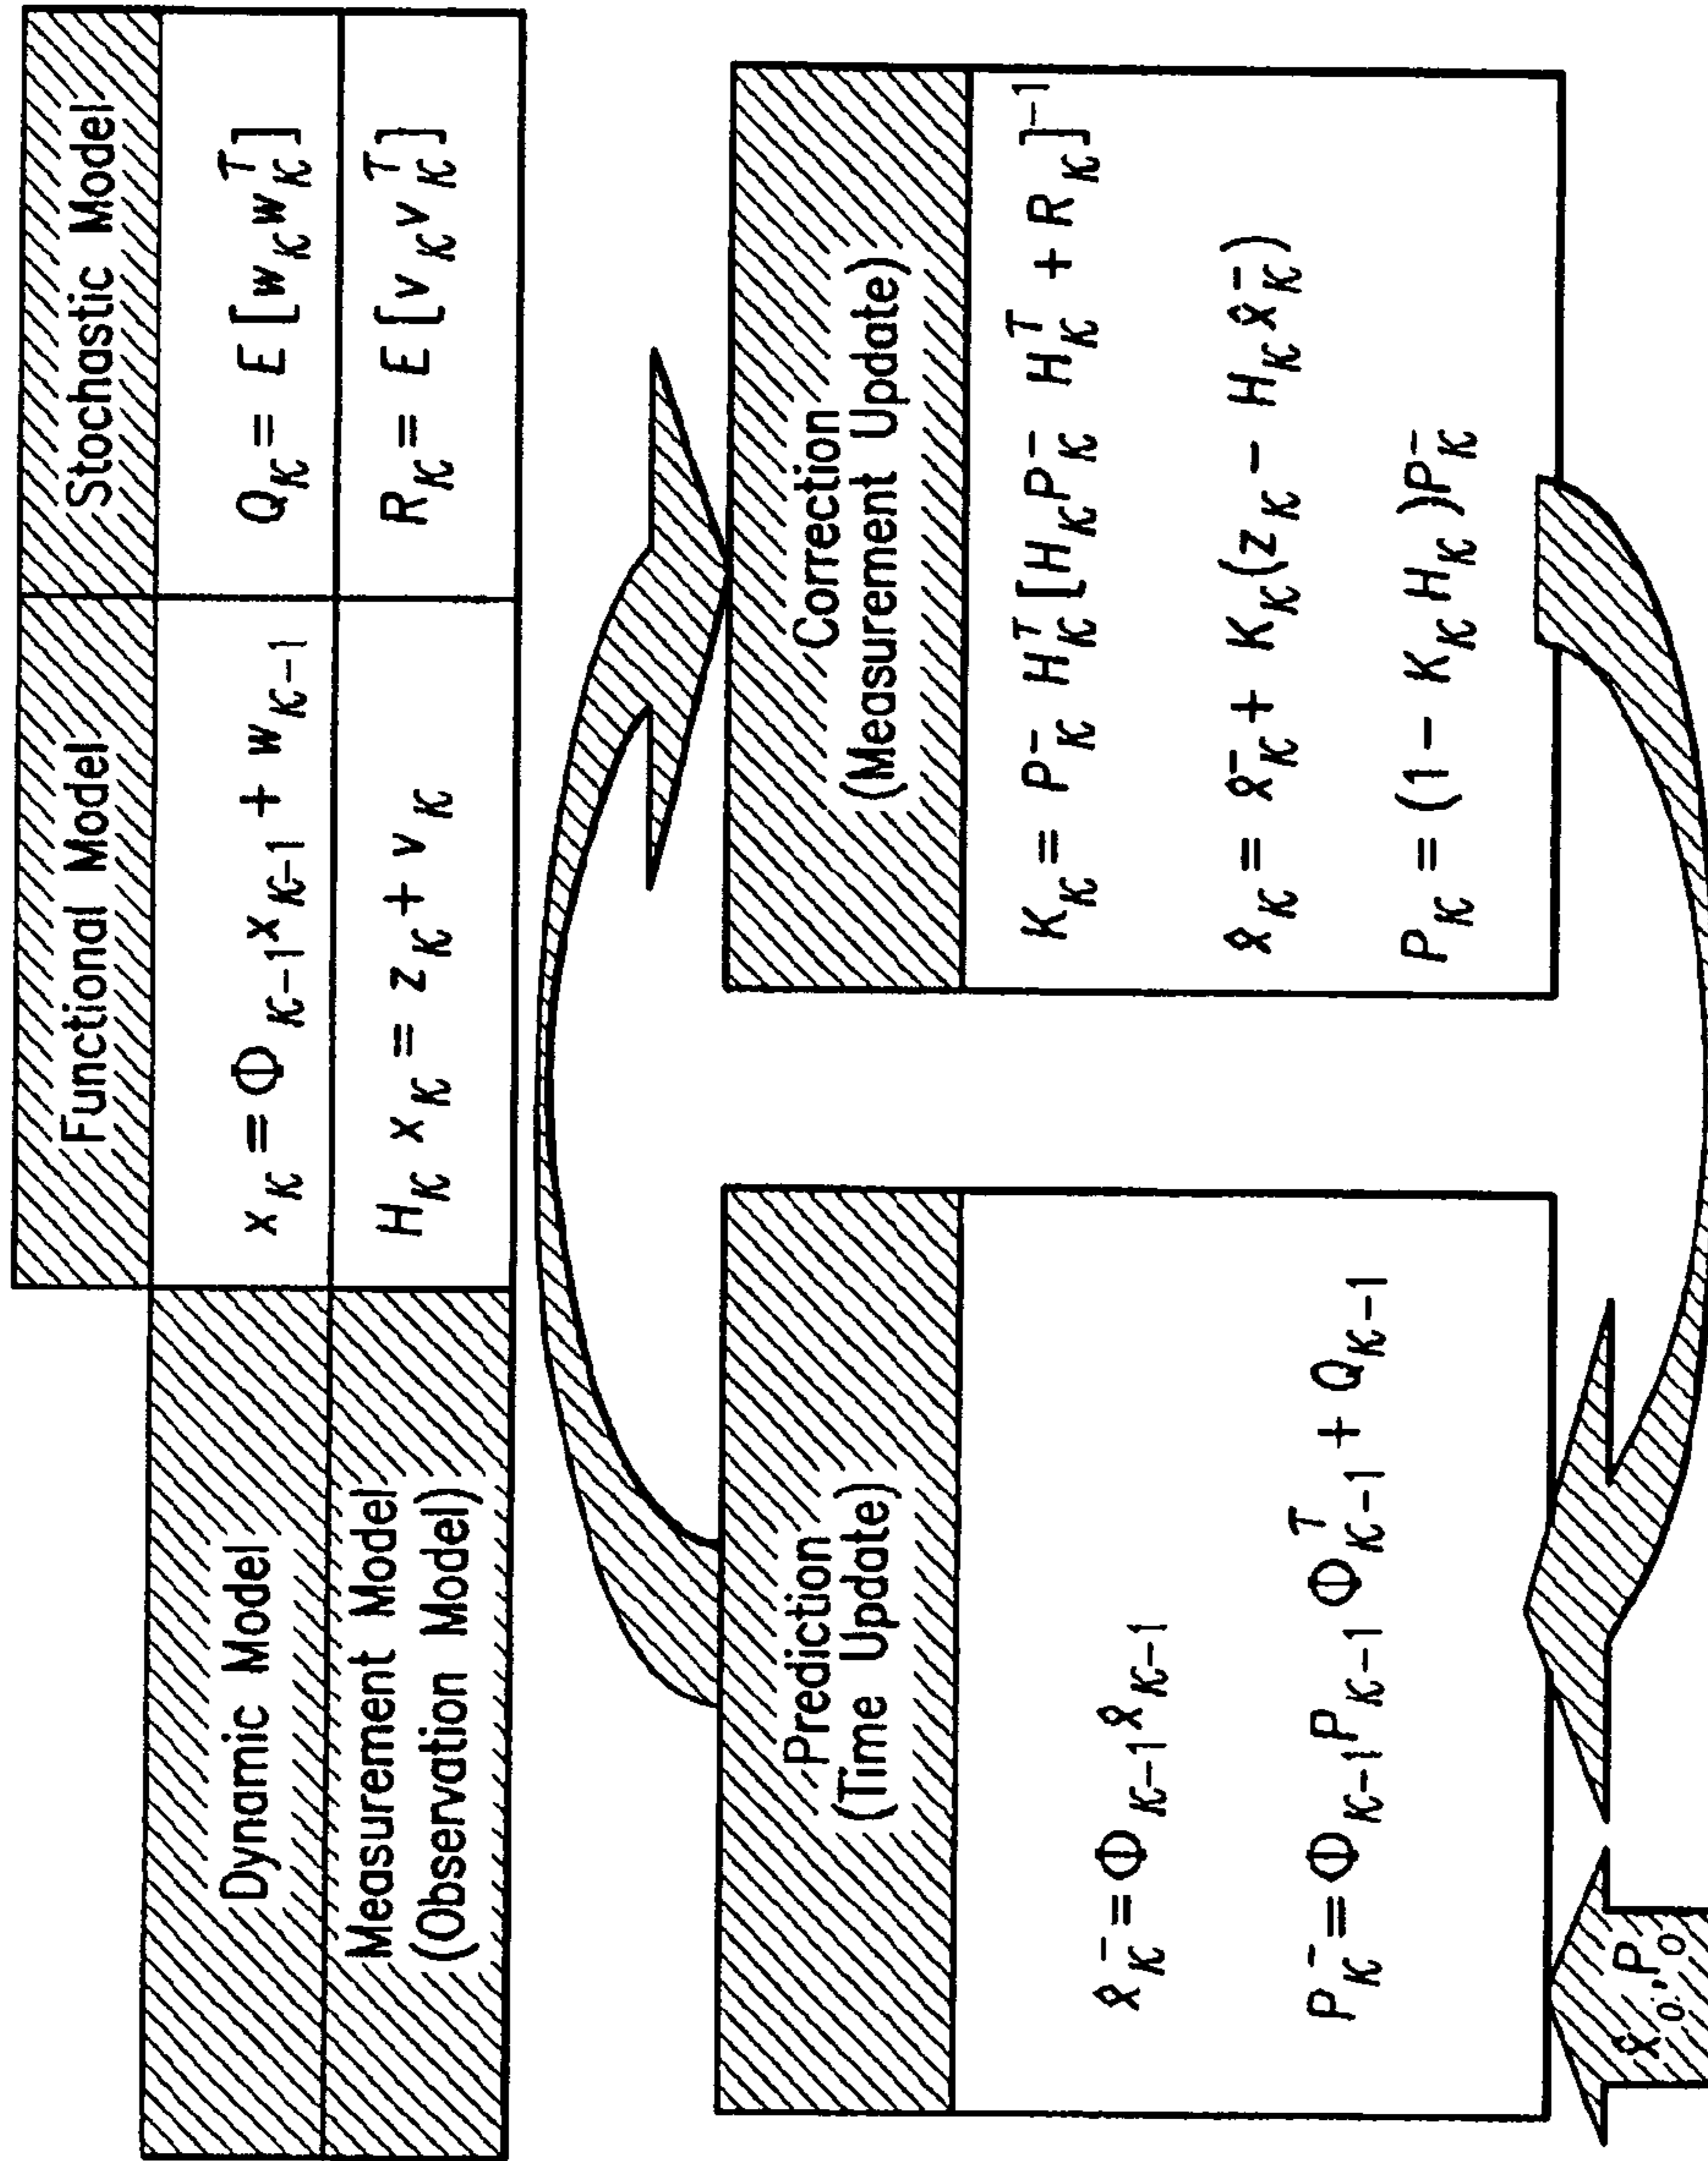 Functional Model
Stochastic Model
Dynamic Model
x_K = Φ_{K-1} x_{K-1} + w_{K-1}
Q_K = E [w_K w_K^T]
Measurement Model
(Observation Model)
H_K x_K = z_K + v_K
R_K = E [v_K v_K^T]
Prediction
(Time Update)
x̂_K^- = Φ_{K-1} x̂_{K-1}
P_K^- = Φ_{K-1} P_{K-1} Φ_{K-1}^T + Q_{K-1}
Correction
(Measurement Update)
K_K = P_K^- H_K^T [H_K P_K^- H_K^T + R_K]^{-1}
x̂_K = x̂_K^- + K_K (z_K - H_K x̂_K^-)
P_K = (1 - K_K H_K) P_K^-
x̂_0, P_0